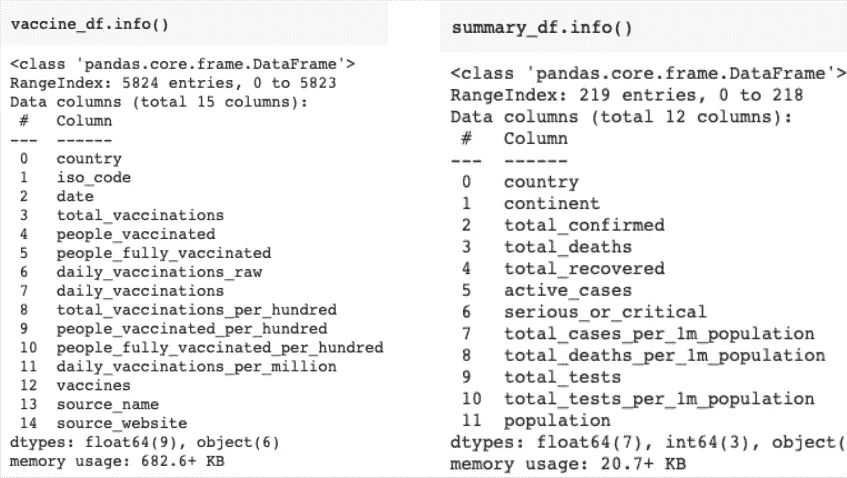 vaccine_df.info()
<class 'pandas.core.frame.DataFrame'>
RangeIndex: 5824 entries, 0 to 5823
Data columns (total 15 columns):
# Column
--- ------
0 country
1 iso_code
2 date
3 total_vaccinations
4 people_vaccinated
5 people_fully_vaccinated
6 daily_vaccinations_raw
7 daily_vaccinations
8 total_vaccinations_per_hundred
9 people_vaccinated_per_hundred
10 people_fully_vaccinated_per_hundred
11 daily_vaccinations_per_million
12 vaccines
13 source_name
14 source_website
dtypes: float64(9), object(6)
memory usage: 682.6+ KB
summary_df.info()
<class 'pandas.core.frame.DataFrame'>
RangeIndex: 219 entries, 0 to 218
Data columns (total 12 columns):
# Column
--- ------
0 country
1 continent
2 total_confirmed
3 total_deaths
4 total_recovered
5 active_cases
6 serious_or_critical
7 total_cases_per_1m_population
8 total_deaths_per_1m_population
9 total_tests
10 total_tests_per_1m_population
11 population
dtypes: float64(7), int64(3), object(
memory usage: 20.7+ KB